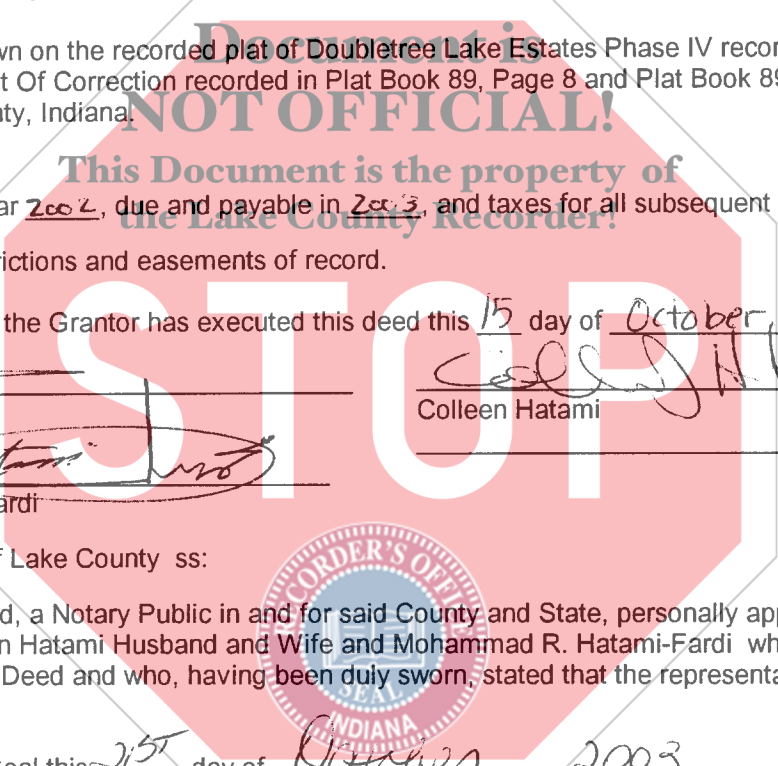 Document is
wn on the recorded plat of Doubletree Lake Estates Phase IV recor
t Of Correction recorded in Plat Book 89, Page 8 and Plat Book 89
nty, Indiana.
NOT OFFICIAL!
This Document is the property of
ar 2002, due and payable in 2003, and taxes for all subsequent
the Lake County Recorder!
ictions and easements of record.
the Grantor has executed this deed this 15 day of October,
STOP
Colleen Hatami
ardi
f Lake County ss:
RECORDER'S OFFICE
d, a Notary Public in and for said County and State, personally app
n Hatami Husband and Wife and Mohammad R. Hatami-Fardi wh
Deed and who, having been duly sworn, stated that the representa
SEAL
INDIANA
seal this 21st day of 2003